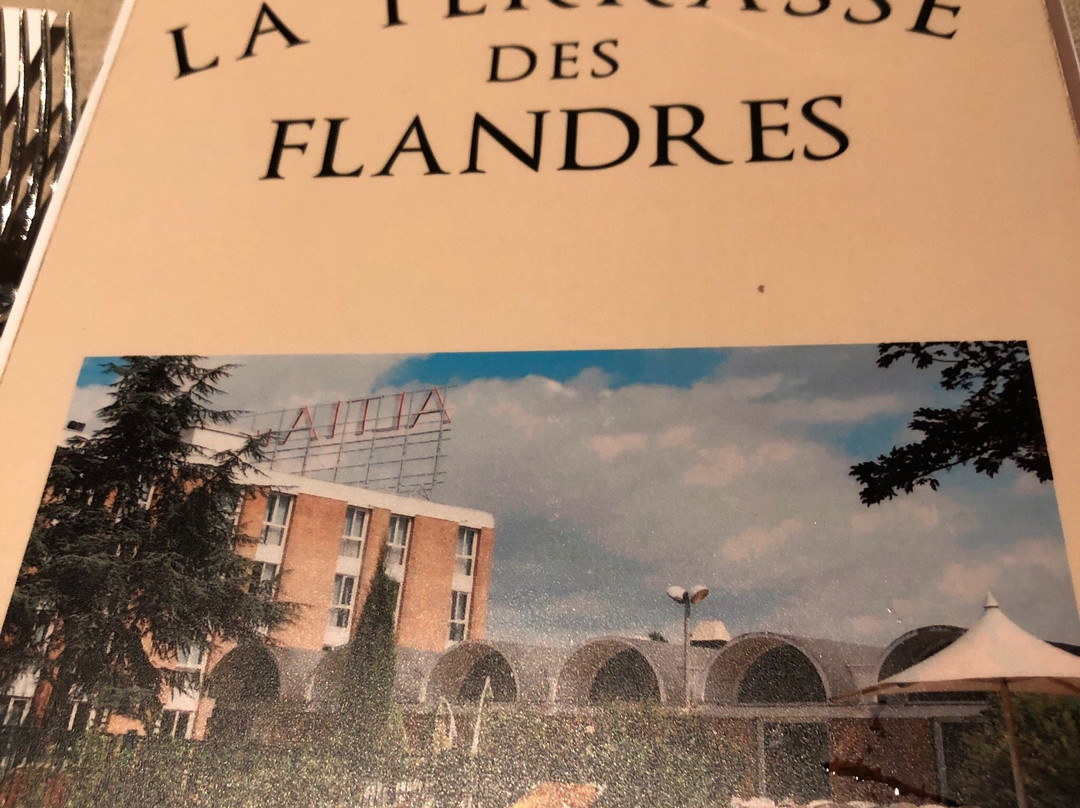 LA TERRASSE
DES
FLANDRES